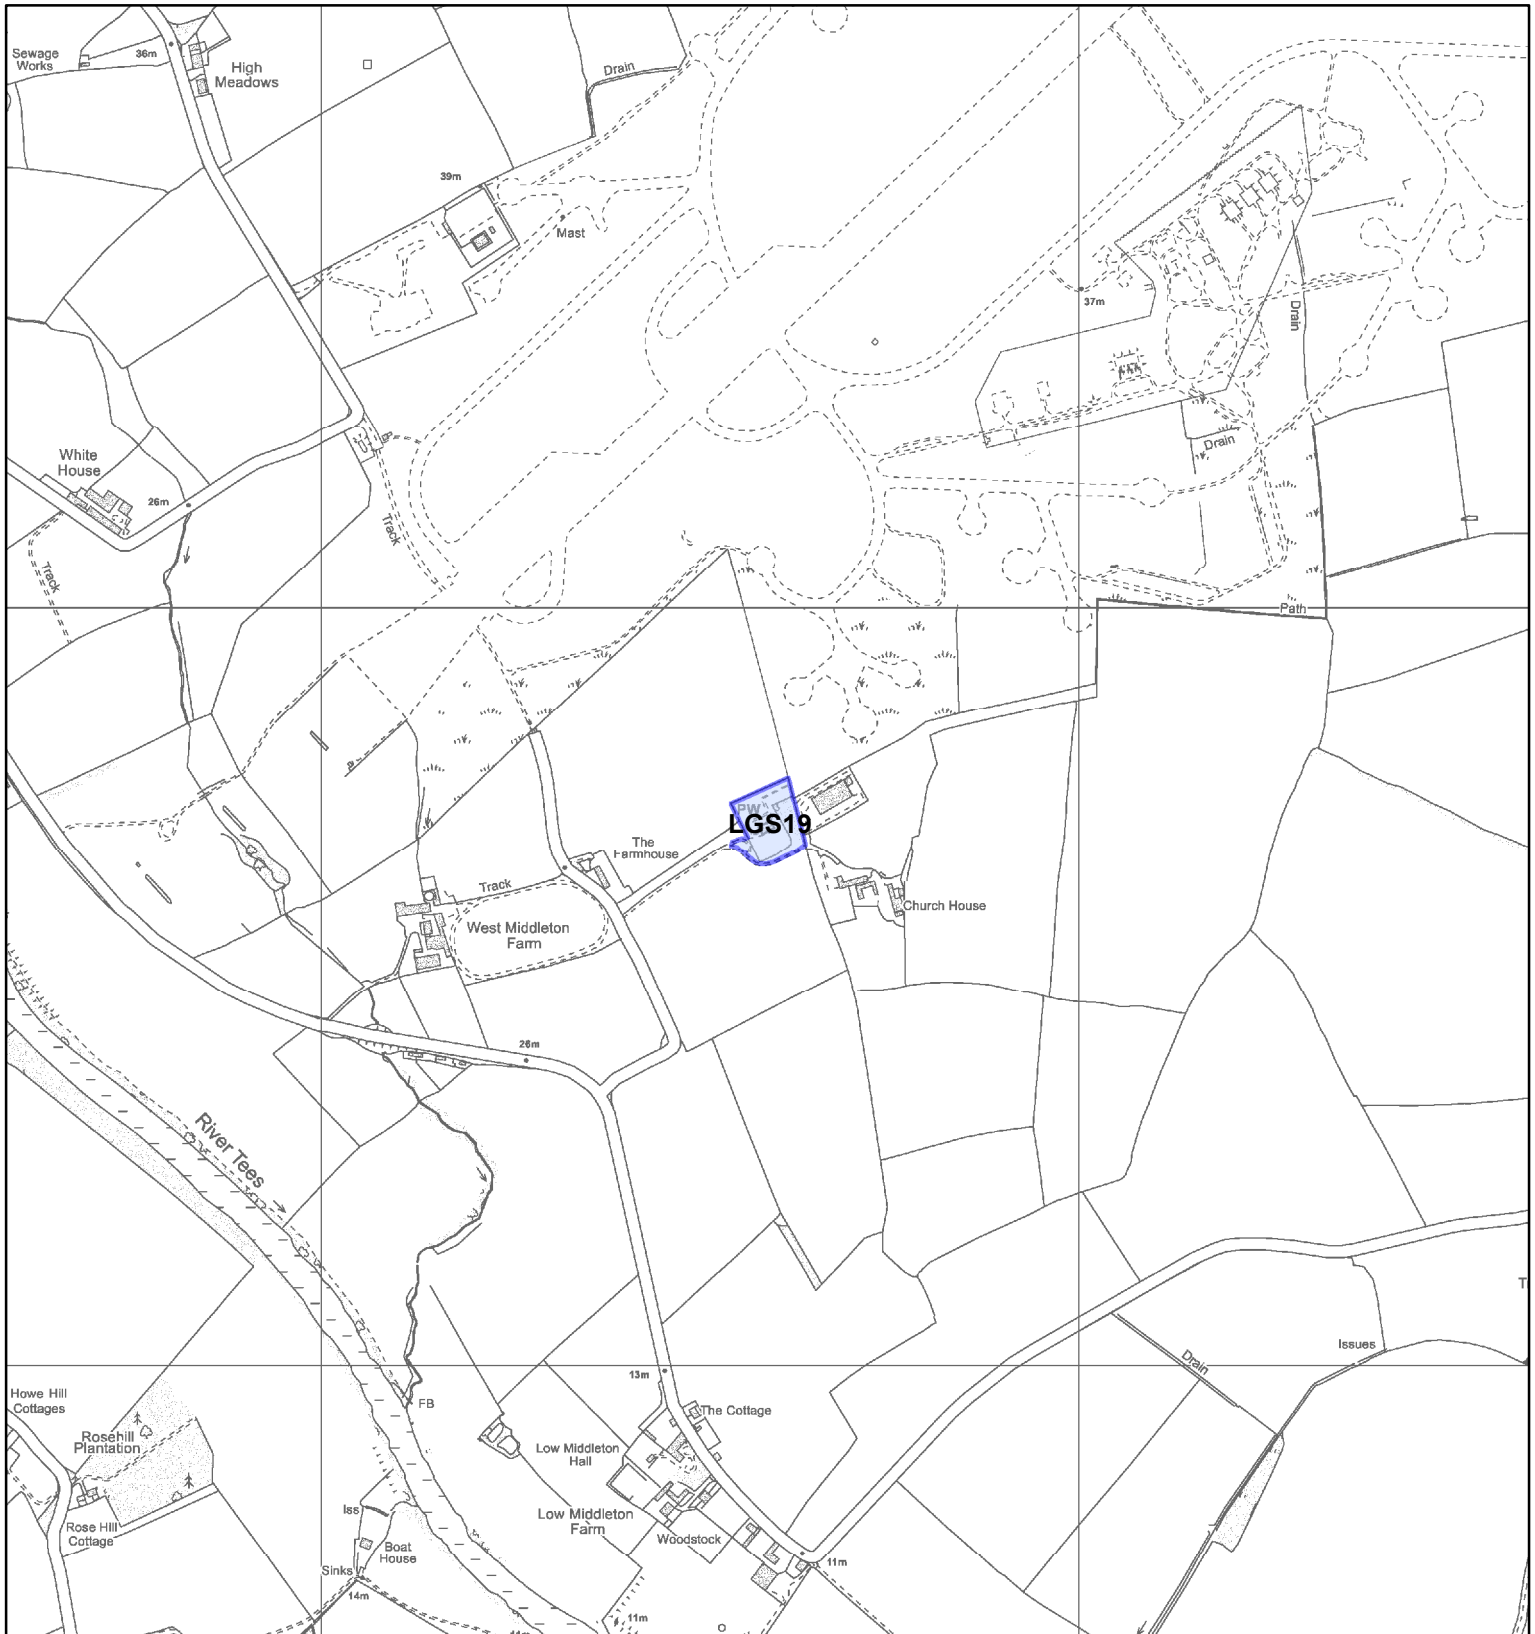 Sewage
Works
36m
High
Meadows
Drain
39m
Mast
37m
Drain
White
House
26m
Track
Drain
Track
Path
PW
LGS19
The
Farmhouse
Track
West Middleton
Farm
Church House
26m
River Tees
Issues
Drain
T
13m
Howe Hill
Cottages
Rosehill
Plantation
FB
The Cottage
Low Middleton
Hall
Iss
Low Middleton
Farm
Rose Hill
Cottage
Boat
House
Woodstock
Sinks
11m
14m
11m